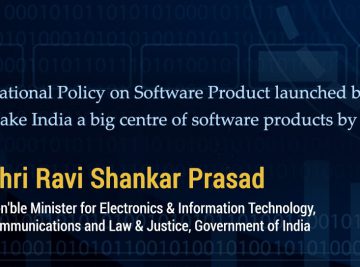 ational Policy on Software Product launched b
ake India a big centre of software products by
hri Ravi Shankar Prasad
n'ble Minister for Electronics & Information Technology,
mmunications and Law & Justice, Government of India